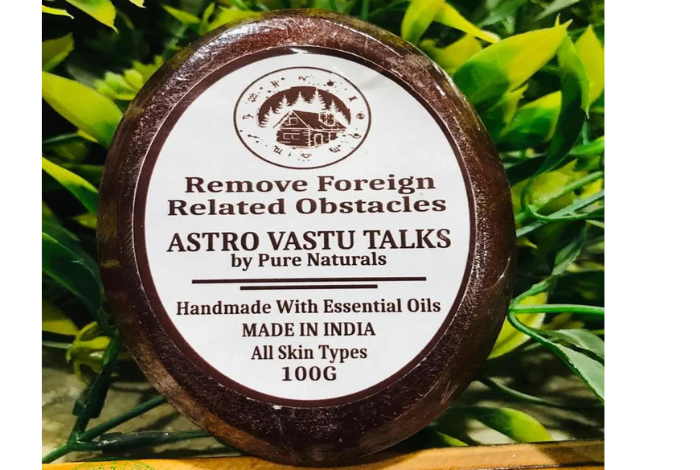 Remove Foreign
Related Obstacles
ASTRO VASTU TALKS
by Pure Naturals
Handmade With Essential Oils
MADE IN INDIA
All Skin Types
100G